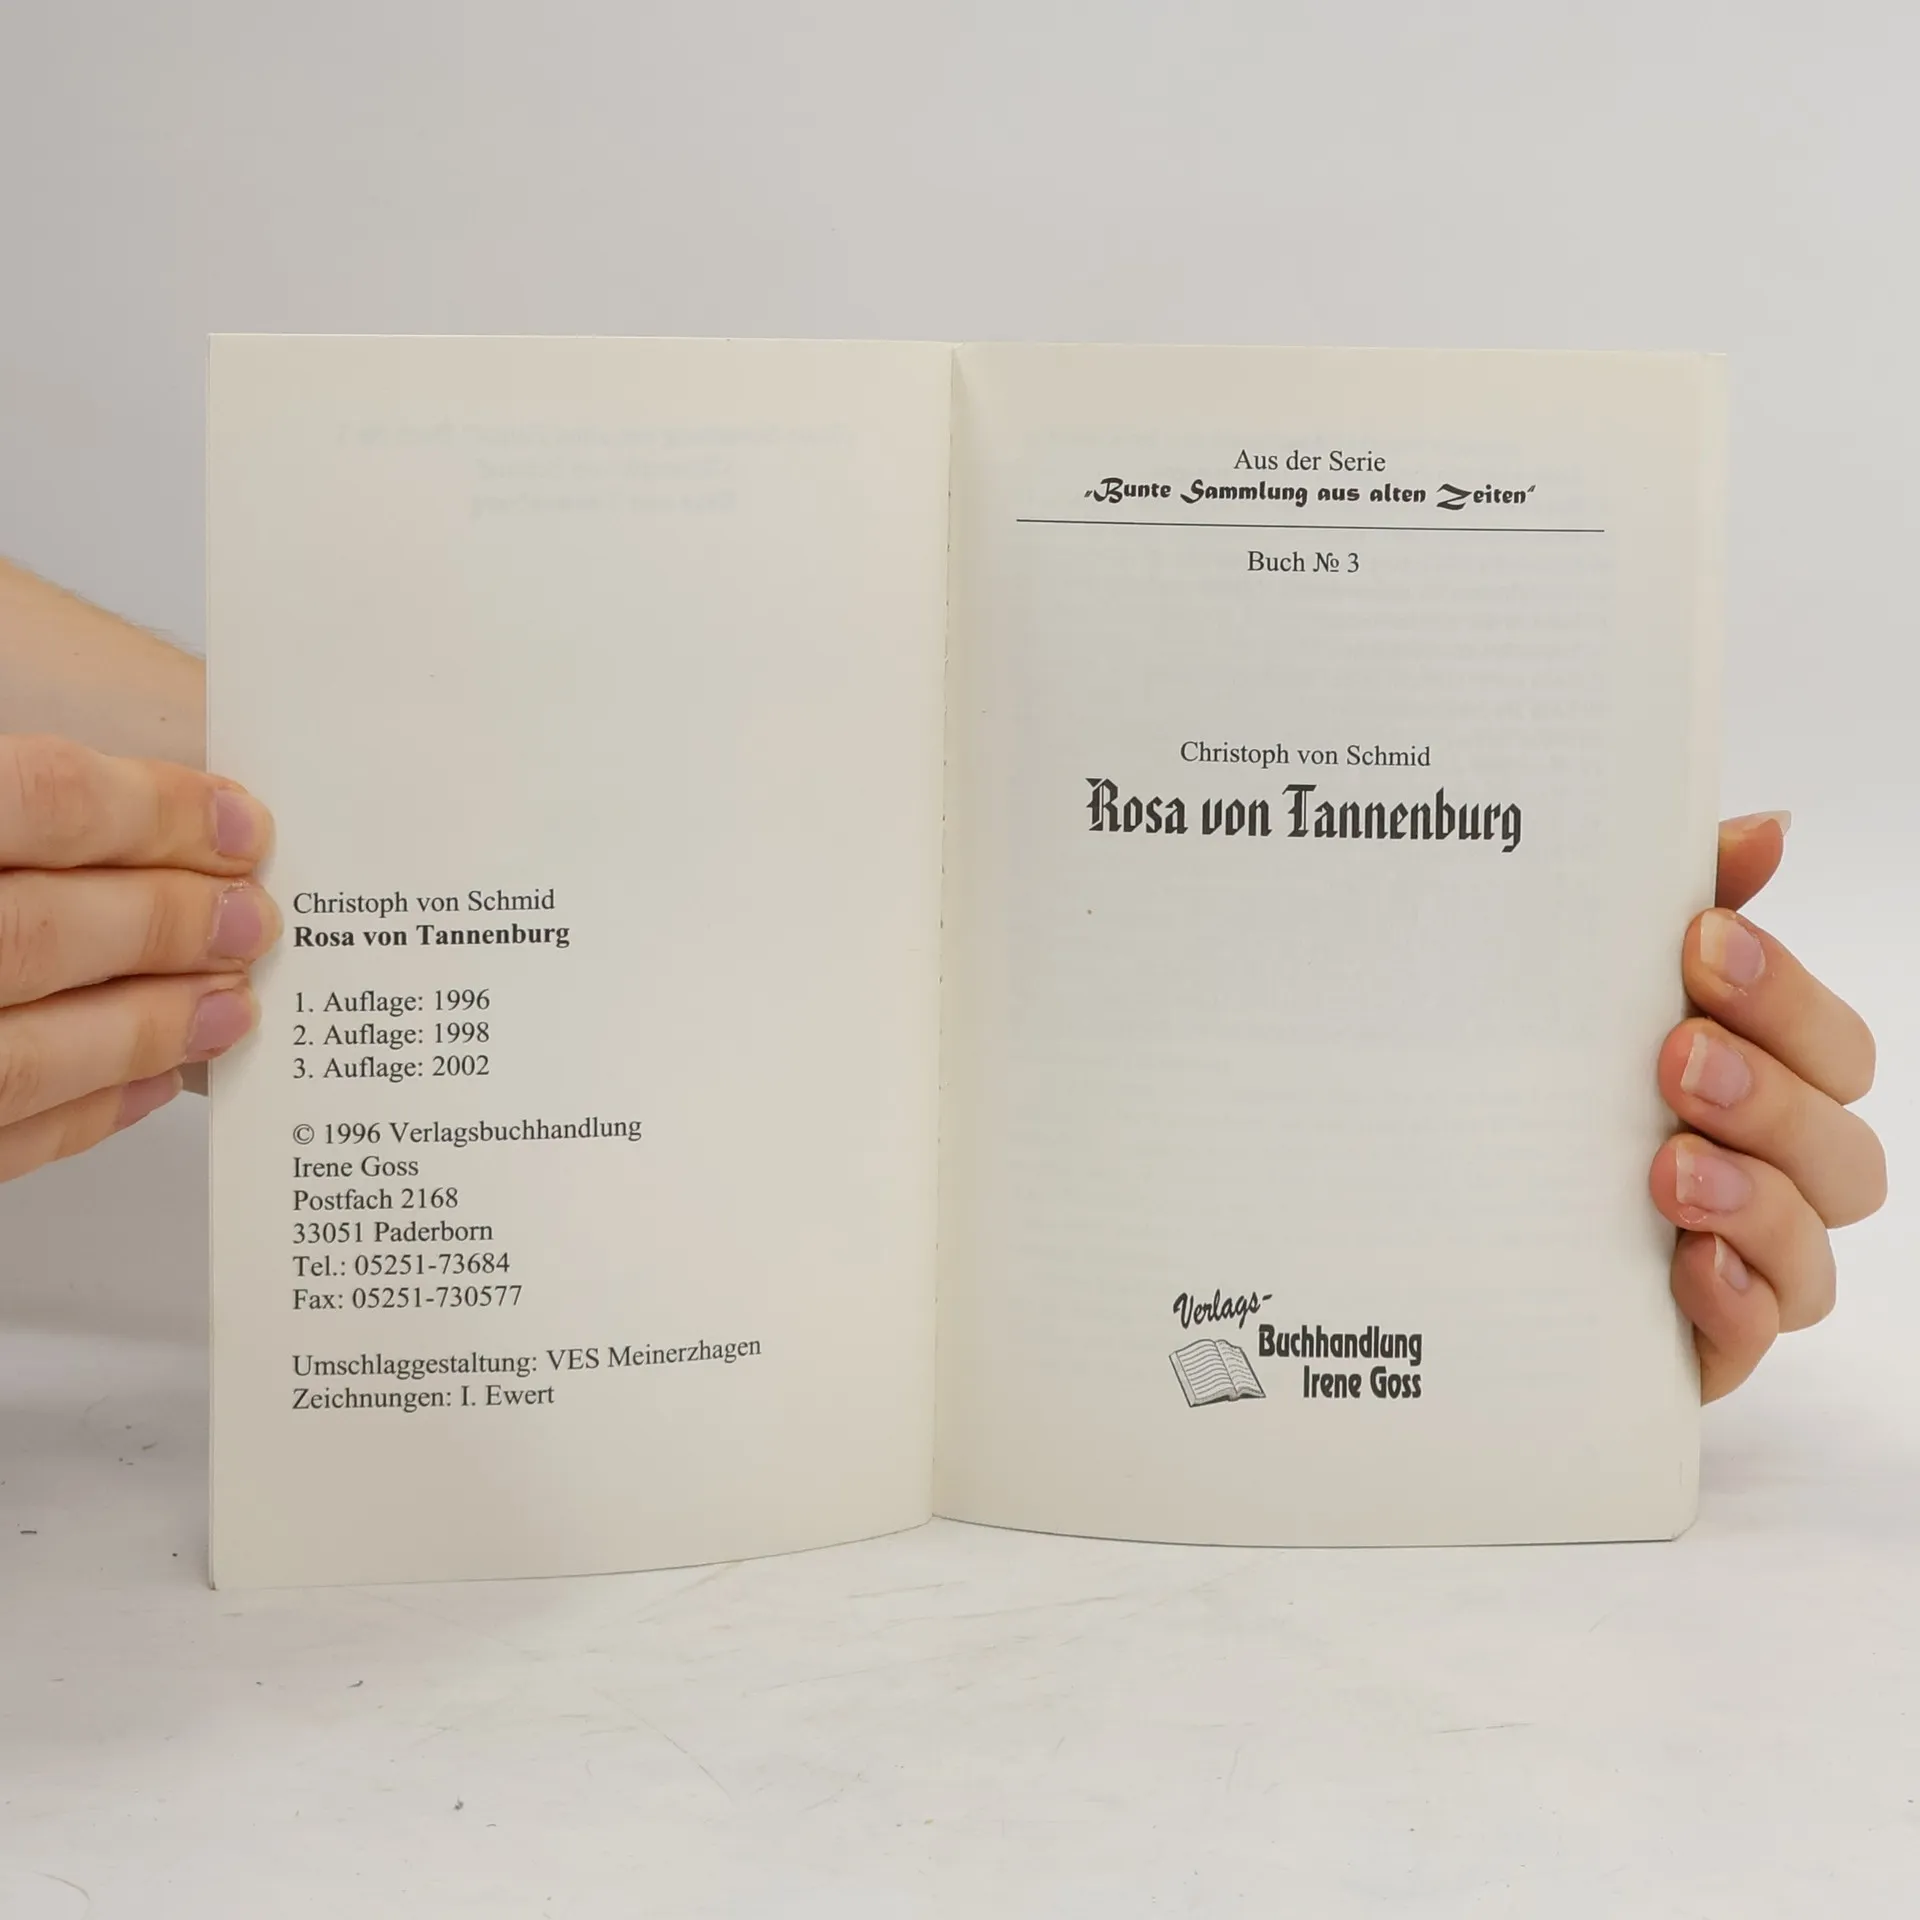 Christoph von Schmid
Rosa von Tannenburg
1. Auflage: 1996
2. Auflage: 1998
3. Auflage: 2002
© 1996 Verlagsbuchhandlung
Irene Goss
Postfach 2168
33051 Paderborn
Tel.: 05251-73684
Fax: 05251-730577
Umschlaggestaltung: VES Meinerzhagen
Zeichnungen: I. Ewert
Aus der Serie
„Bunte Sammlung aus alten Zeiten“
Buch № 3
Christoph von Schmid
Rosa von Tannenburg
Verlags-
Buchhandlung
Irene Goss